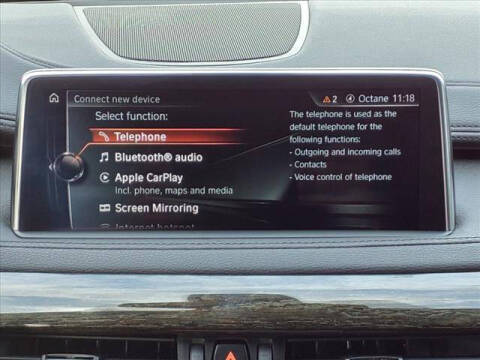 Connect new device
2 Octane 11:18
Select function:
Telephone
Bluetooth® audio
Apple CarPlay
Incl. phone, maps and media
Screen Mirroring
Internet hotspot
The telephone is used as the
default telephone for the
following functions:
- Outgoing and incoming calls
- Contacts
- Voice control of telephone